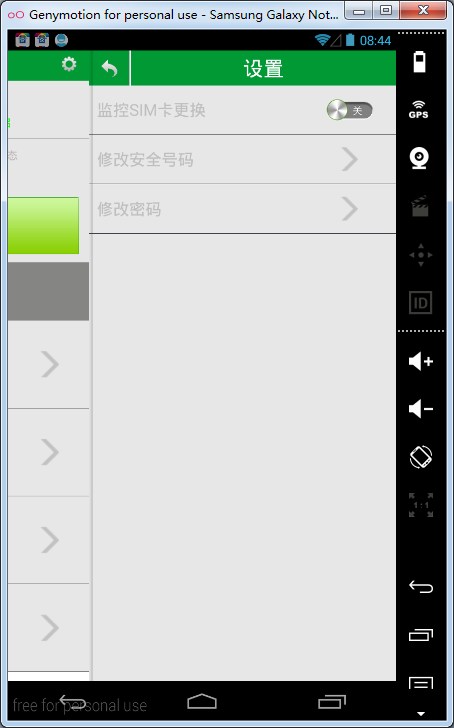 Genymotion for personal use - Samsung Galaxy Not...
08:44
设置
监控SIM卡更换
关
修改安全号码
态
修改密码
GPS
ID
1:1
free for personal use